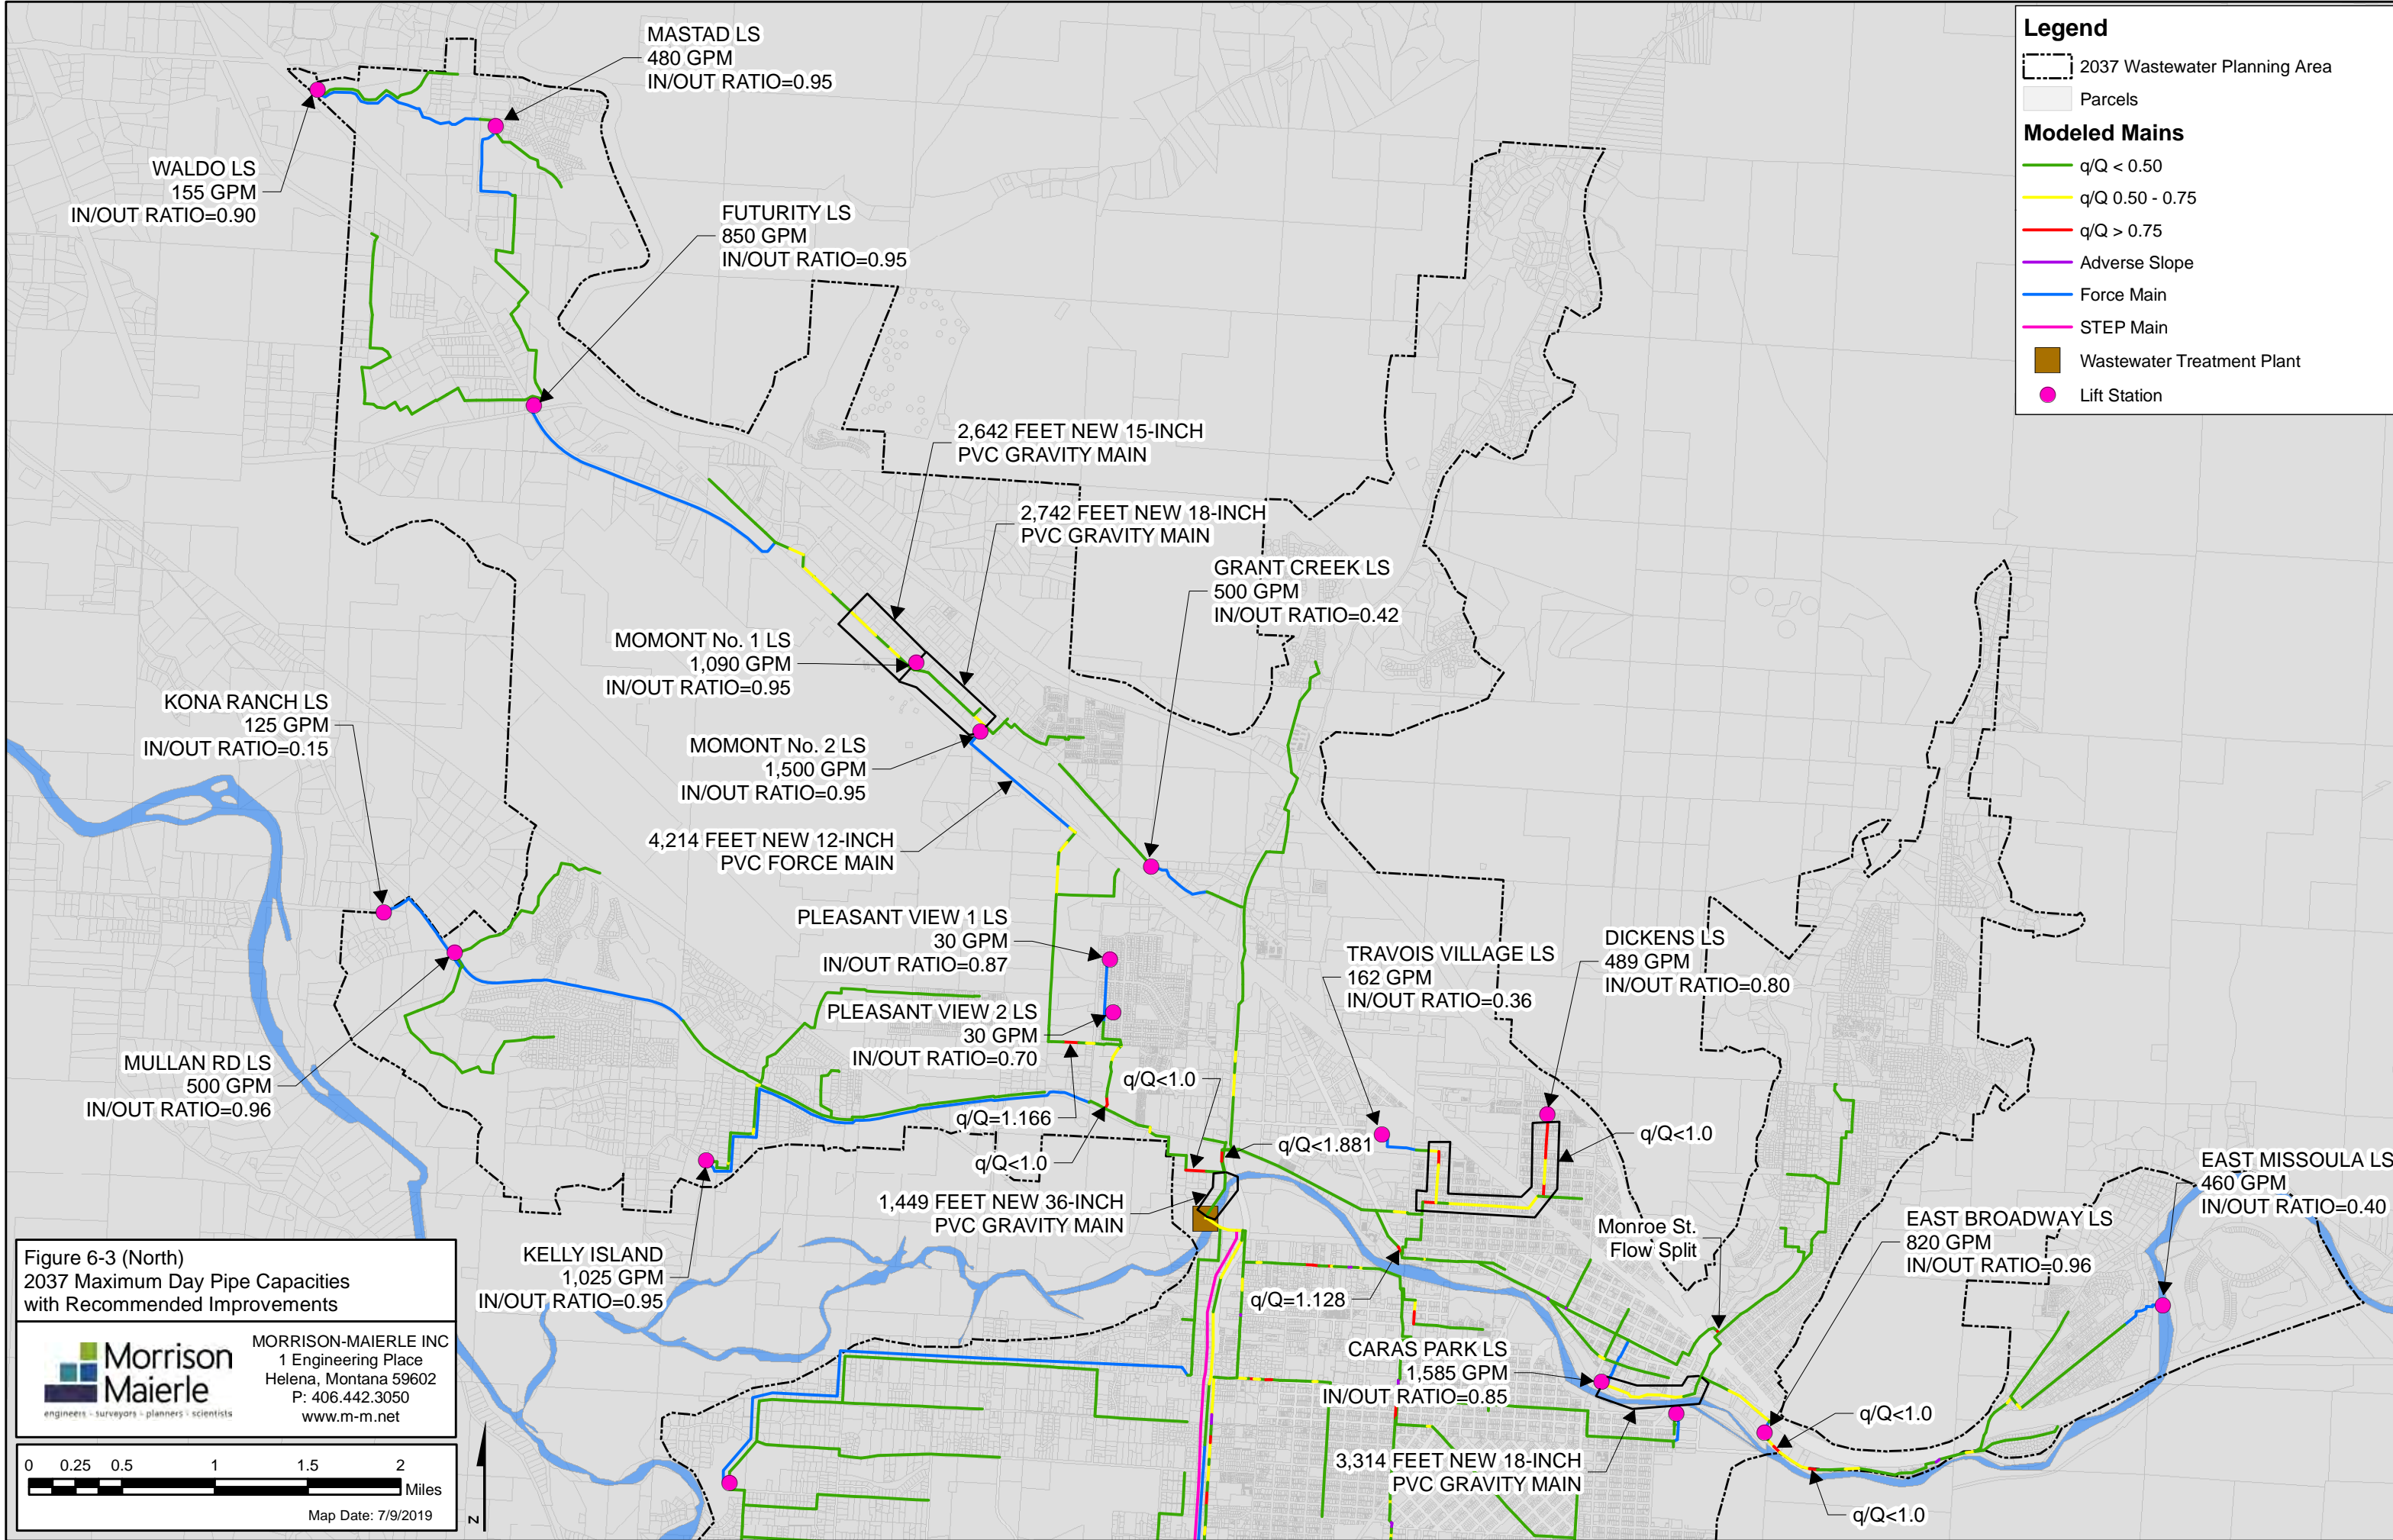 MASTAD LS
480 GPM
IN/OUT RATIO=0.95
WALDO LS
155 GPM
IN/OUT RATIO=0.90
FUTURITY LS
850 GPM
IN/OUT RATIO=0.95
2,642 FEET NEW 15-INCH
PVC GRAVITY MAIN
2,742 FEET NEW 18-INCH
PVC GRAVITY MAIN
GRANT CREEK LS
500 GPM
IN/OUT RATIO=0.42
MOMONT No. 1 LS
1,090 GPM
IN/OUT RATIO=0.95
KONA RANCH LS
125 GPM
IN/OUT RATIO=0.15
MOMONT No. 2 LS
1,500 GPM
IN/OUT RATIO=0.95
4,214 FEET NEW 12-INCH
PVC FORCE MAIN
PLEASANT VIEW 1 LS
30 GPM
IN/OUT RATIO=0.87
TRAVOIS VILLAGE LS
162 GPM
IN/OUT RATIO=0.36
DICKENS LS
489 GPM
IN/OUT RATIO=0.80
PLEASANT VIEW 2 LS
30 GPM
IN/OUT RATIO=0.70
MULLAN RD LS
500 GPM
IN/OUT RATIO=0.96
q/Q<1.0
q/Q=1.166
q/Q<1.0
q/Q<1.881
q/Q<1.0
1,449 FEET NEW 36-INCH
PVC GRAVITY MAIN
EAST MISSOULA LS
460 GPM
IN/OUT RATIO=0.40
EAST BROADWAY LS
820 GPM
IN/OUT RATIO=0.96
Monroe St.
Flow Split
KELLY ISLAND
1,025 GPM
IN/OUT RATIO=0.95
q/Q=1.128
CARAS PARK LS
1,585 GPM
IN/OUT RATIO=0.85
q/Q<1.0
3,314 FEET NEW 18-INCH
PVC GRAVITY MAIN
q/Q<1.0
Legend
2037 Wastewater Planning Area
Parcels
Modeled Mains
q/Q < 0.50
q/Q 0.50 - 0.75
q/Q > 0.75
Adverse Slope
Force Main
STEP Main
Wastewater Treatment Plant
Lift Station
Figure 6-3 (North)
2037 Maximum Day Pipe Capacities
with Recommended Improvements
Morrison
Maierle
engineers - surveyors - planners - scientists
MORRISON-MAIERLE INC
1 Engineering Place
Helena, Montana 59602
P: 406.442.3050
www.m-m.net
0 0.25 0.5 1 1.5 2
Miles
Map Date: 7/9/2019
N